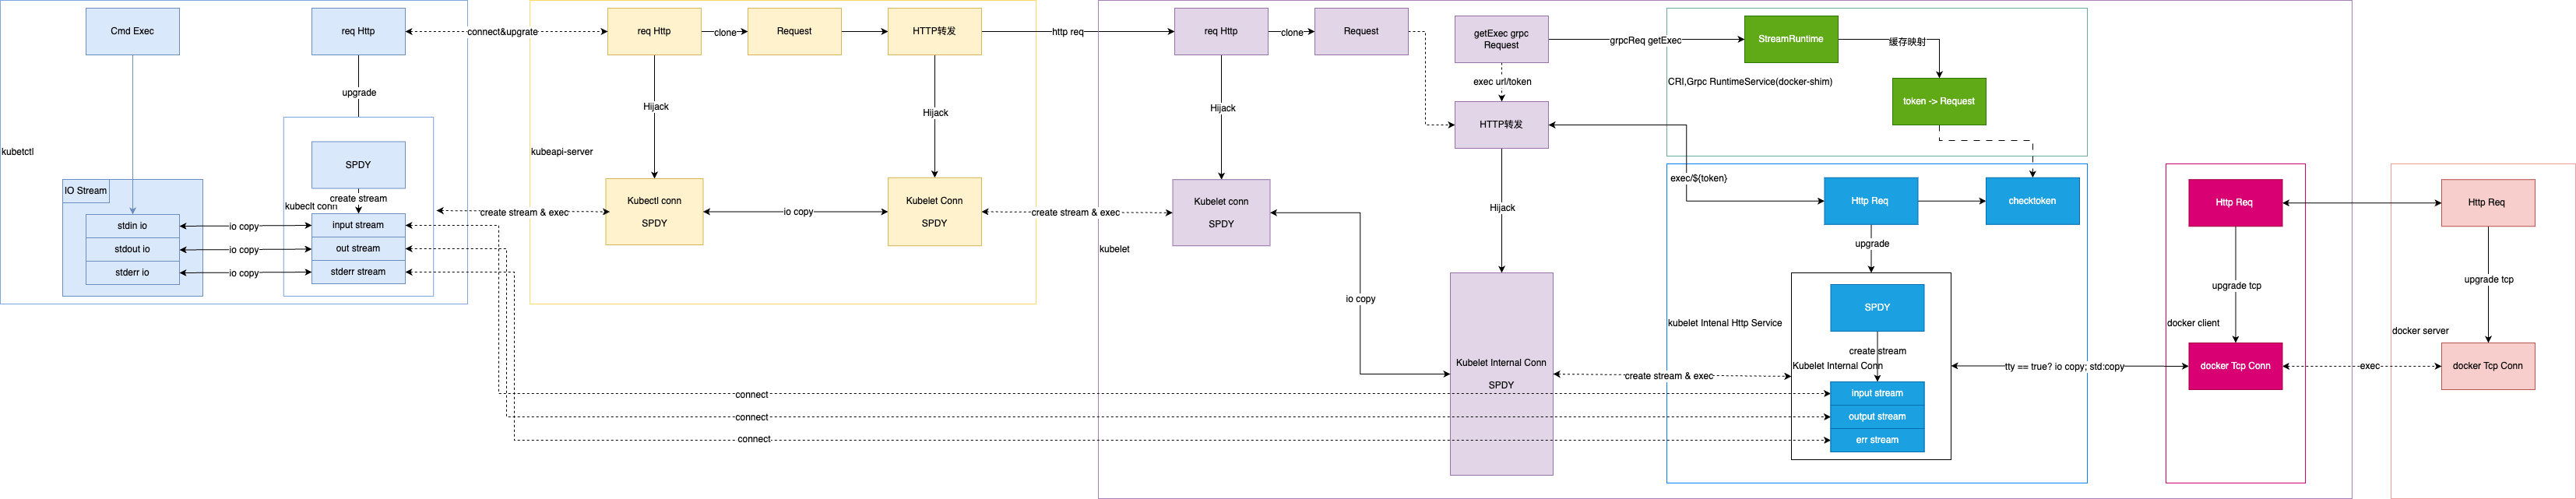 Cmd Exec
req Http
upgrade
kubetctl
SPDY
create stream
kubeclt conn
IO Stream
stdin io
stdout io
stderr io
io copy
io copy
io copy
input stream
out stream
stderr stream
connect&upgrate
create stream & exec
req Http
clone
Request
HTTP转发
Hijack
Hijack
kubeapi-server
Kubectl conn
SPDY
io copy
Kubelet Conn
SPDY
http req
create stream & exec
req Http
clone
Request
Hijack
Kubelet conn
SPDY
kubelet
io copy
getExec grpc
Request
exec url/token
HTTP转发
Hijack
Kubelet Internal Conn
SPDY
grpcReq getExec
StreamRuntime
缓存映射
CRI,Grpc RuntimeService(docker-shim)
token -> Request
exec/${token}
Http Req
checktoken
upgrade
kubelet Intenal Http Service
SPDY
create stream
Kubelet Internal Conn
input stream
output stream
err stream
create stream & exec
connect
connect
connect
tty == true? io copy; std:copy
Http Req
upgrade tcp
docker client
docker Tcp Conn
exec
Http Req
upgrade tcp
docker server
docker Tcp Conn